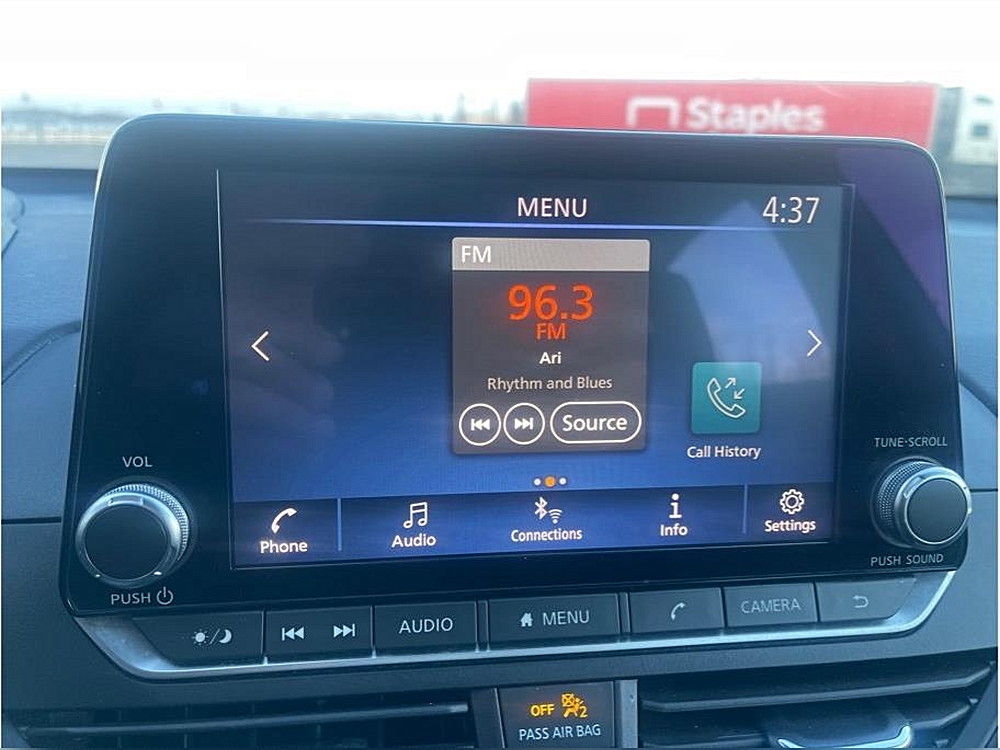 Staples
MENU
4:37
FM
96.3
FM
Ari
Rhythm and Blues
Source
Call History
VOL
PUSH
TUNE·SCROLL
PUSH SOUND
Phone
Audio
Connections
Info
Settings
AUDIO
MENU
CAMERA
OFF
2
PASS AIR BAG